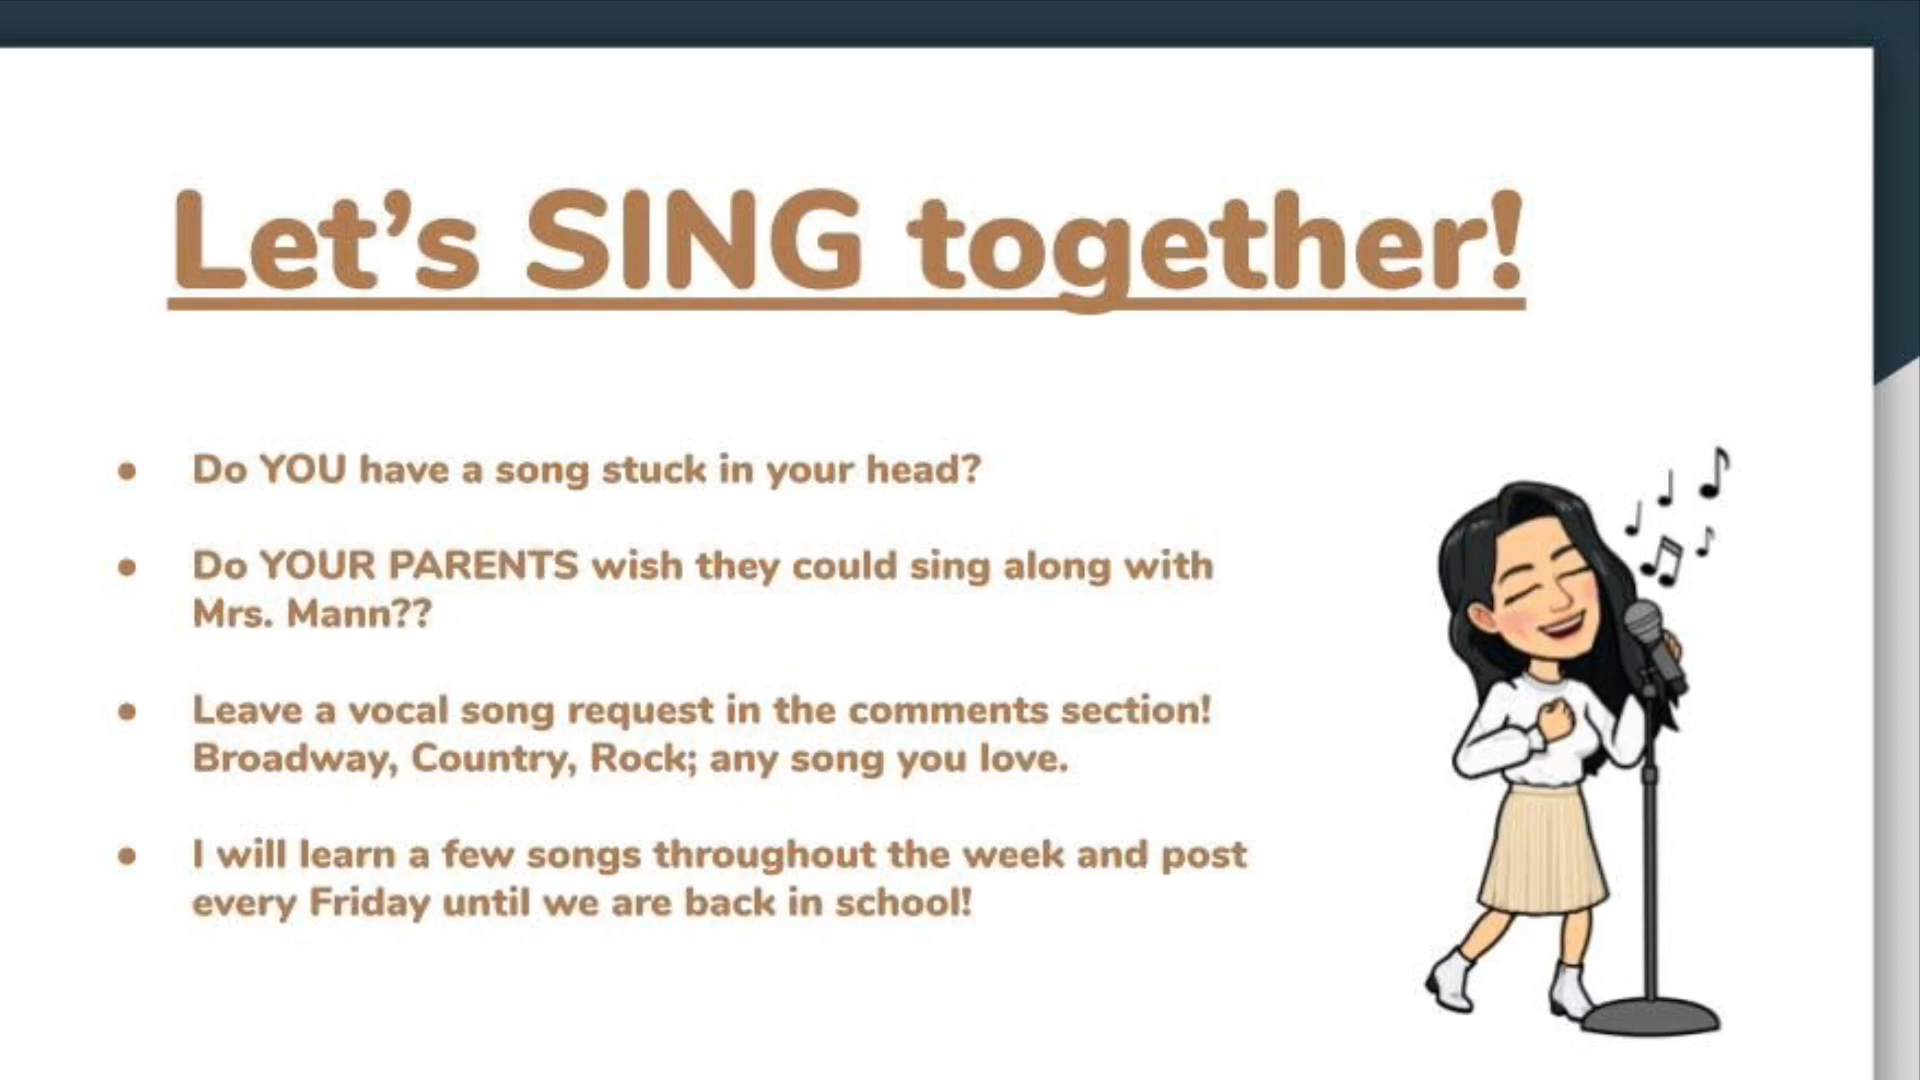 Let’s SING together!
● Do YOU have a song stuck in your head?
● Do YOUR PARENTS wish they could sing along with
Mrs. Mann??
● Leave a vocal song request in the comments section!
Broadway, Country, Rock; any song you love.
● I will learn a few songs throughout the week and post
every Friday until we are back in school!